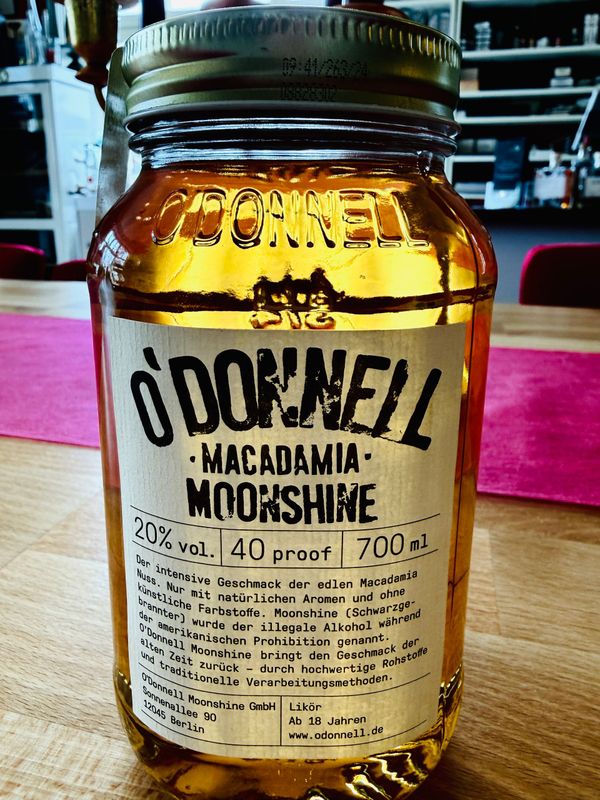 09:41/263/24
O'DONNELL
O'DONNELL
·MACADAMIA·
MOONSHINE
20% vol. 40 proof 700 ml
Der intensive Geschmack der edlen Macadamia
Nuss. Nur mit natürlichen Aromen und ohne
künstliche Farbstoffe. Moonshine (Schwarzge-
brannter) wurde der illegale Alkohol während
der amerikanischen Prohibition genannt.
O'Donnell Moonshine bringt den Geschmack der
alten Zeit zurück – durch hochwertige Rohstoffe
und traditionelle Verarbeitungsmethoden.
O'Donnell Moonshine GmbH
Sonnenallee 90
12045 Berlin
Likör
Ab 18 Jahren
www.odonnell.de